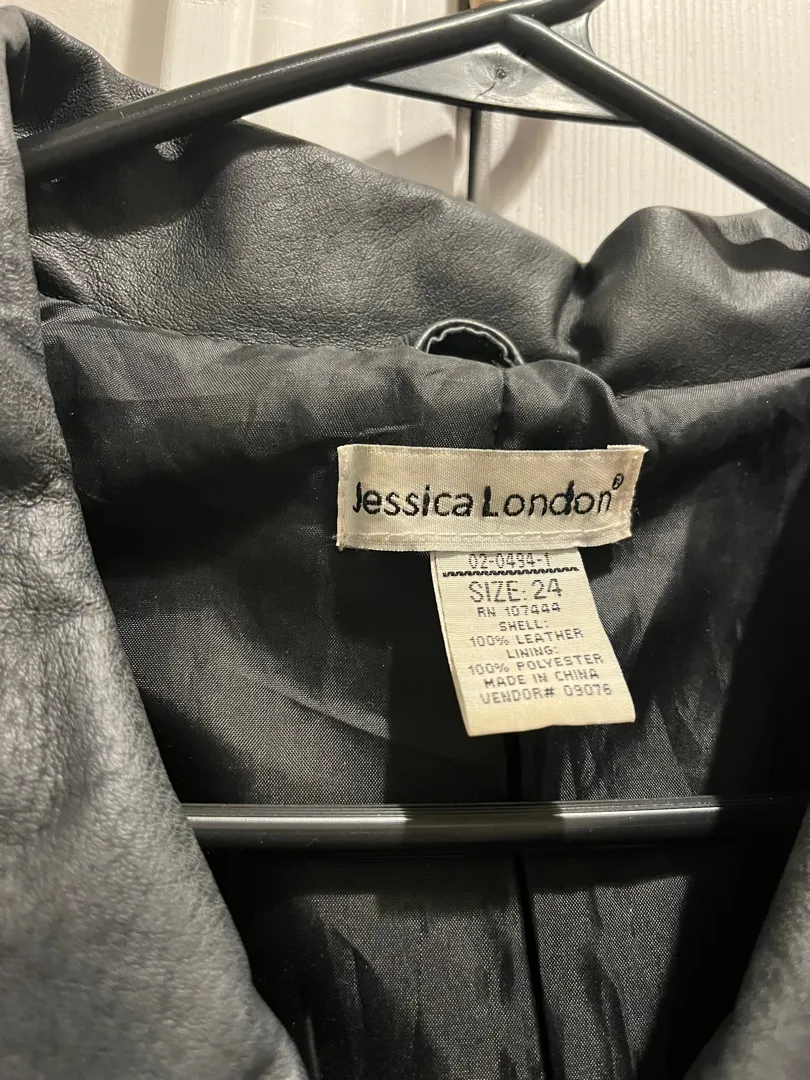 Jessica London®
02-0494-1
SIZE: 24
RN 107444
SHELL:
100% LEATHER
LINING:
100% POLYESTER
MADE IN CHINA
VENDOR# 09076